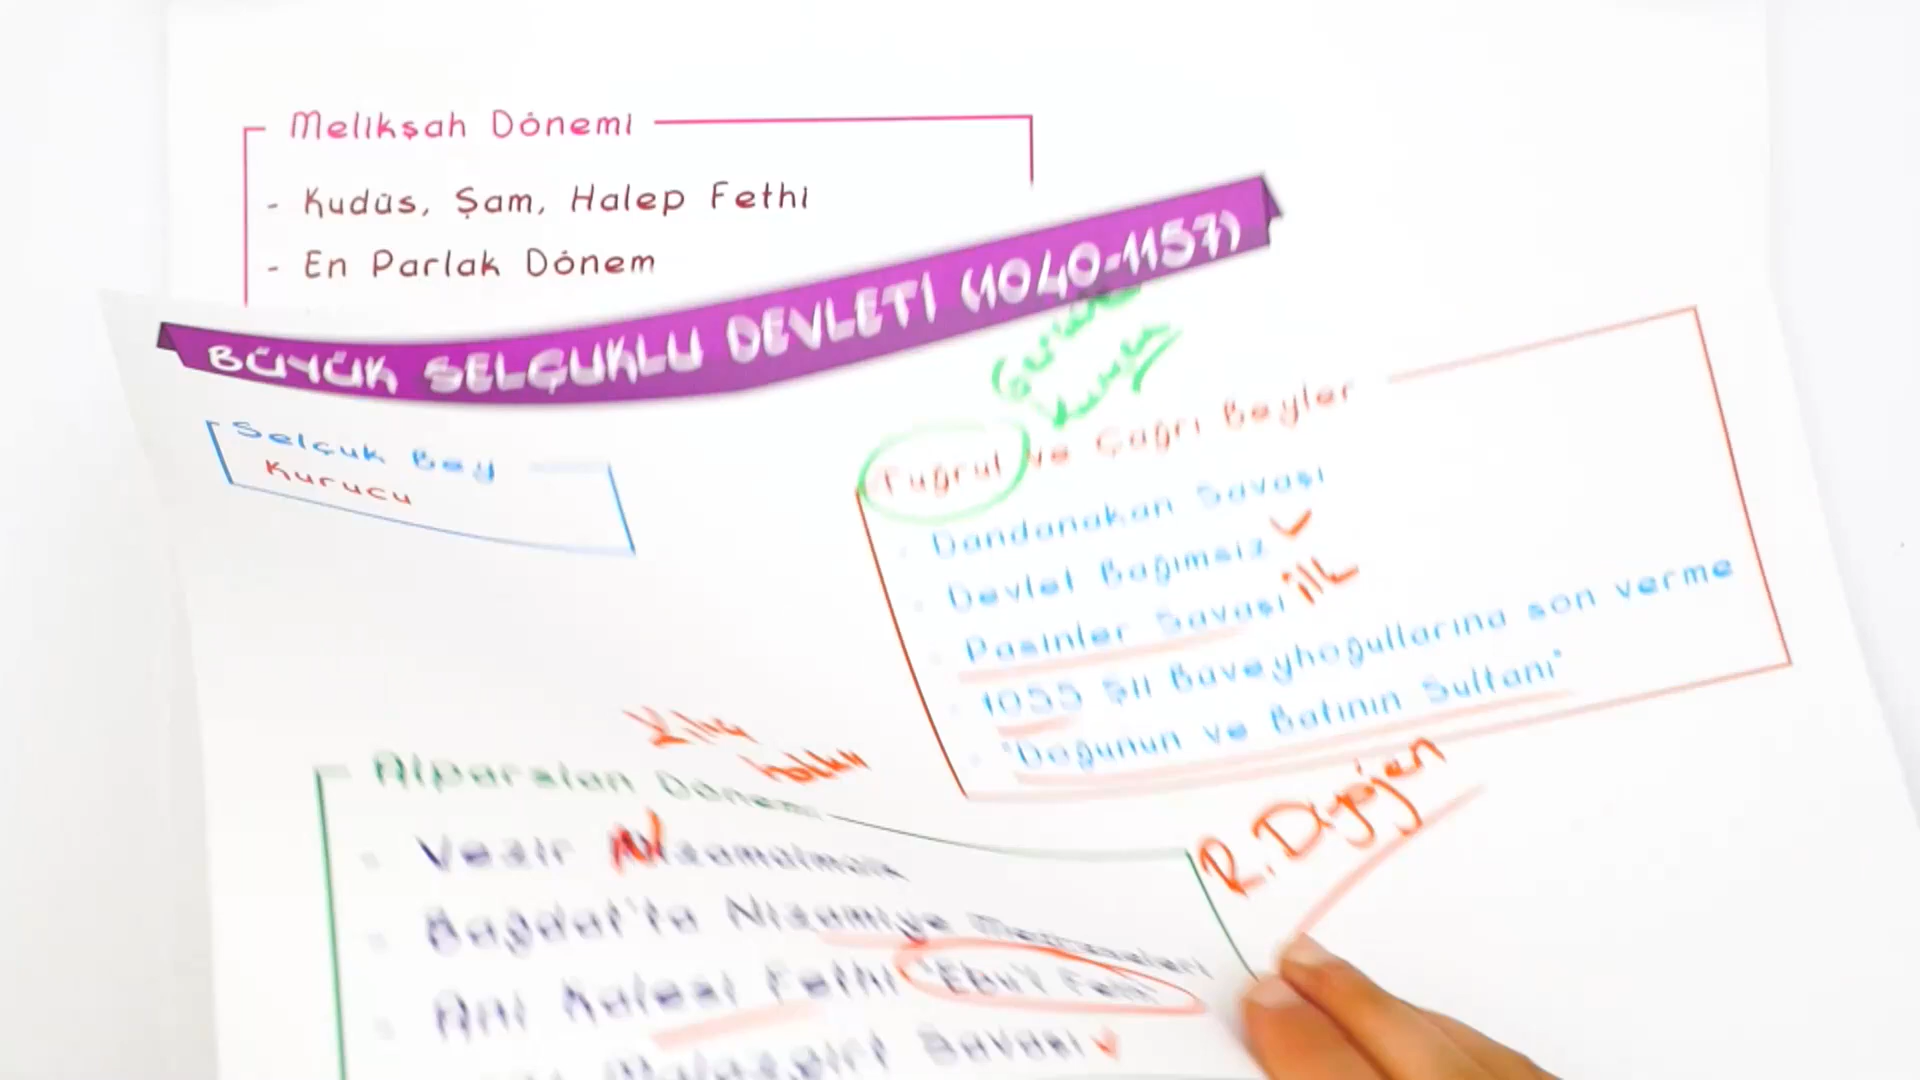 Melikşah Dönemi
- Kudüs, Şam, Halep Fethi
- En Parlak Dönem
BÜYÜK SELÇUKLU DEVLETİ (1040-1157)
Selçuk Bey
Kurucu
Tuğrul ve Çağrı Beyler
Dandanakan Savaşı
Devlet Bağımsız
Pasinler Savaşı ilk
1055 Şii Büveyhoğullarına son verme
"Doğunun ve Batının Sultanı"
R. Diyojen
Alparslan Dönemi
Vezir Nizamülmülk
Bağdat'ta Nizamiye Medreseleri
Ani Kalesi Fethi "Ebu'l Feth"
Malazgirt Savaşı